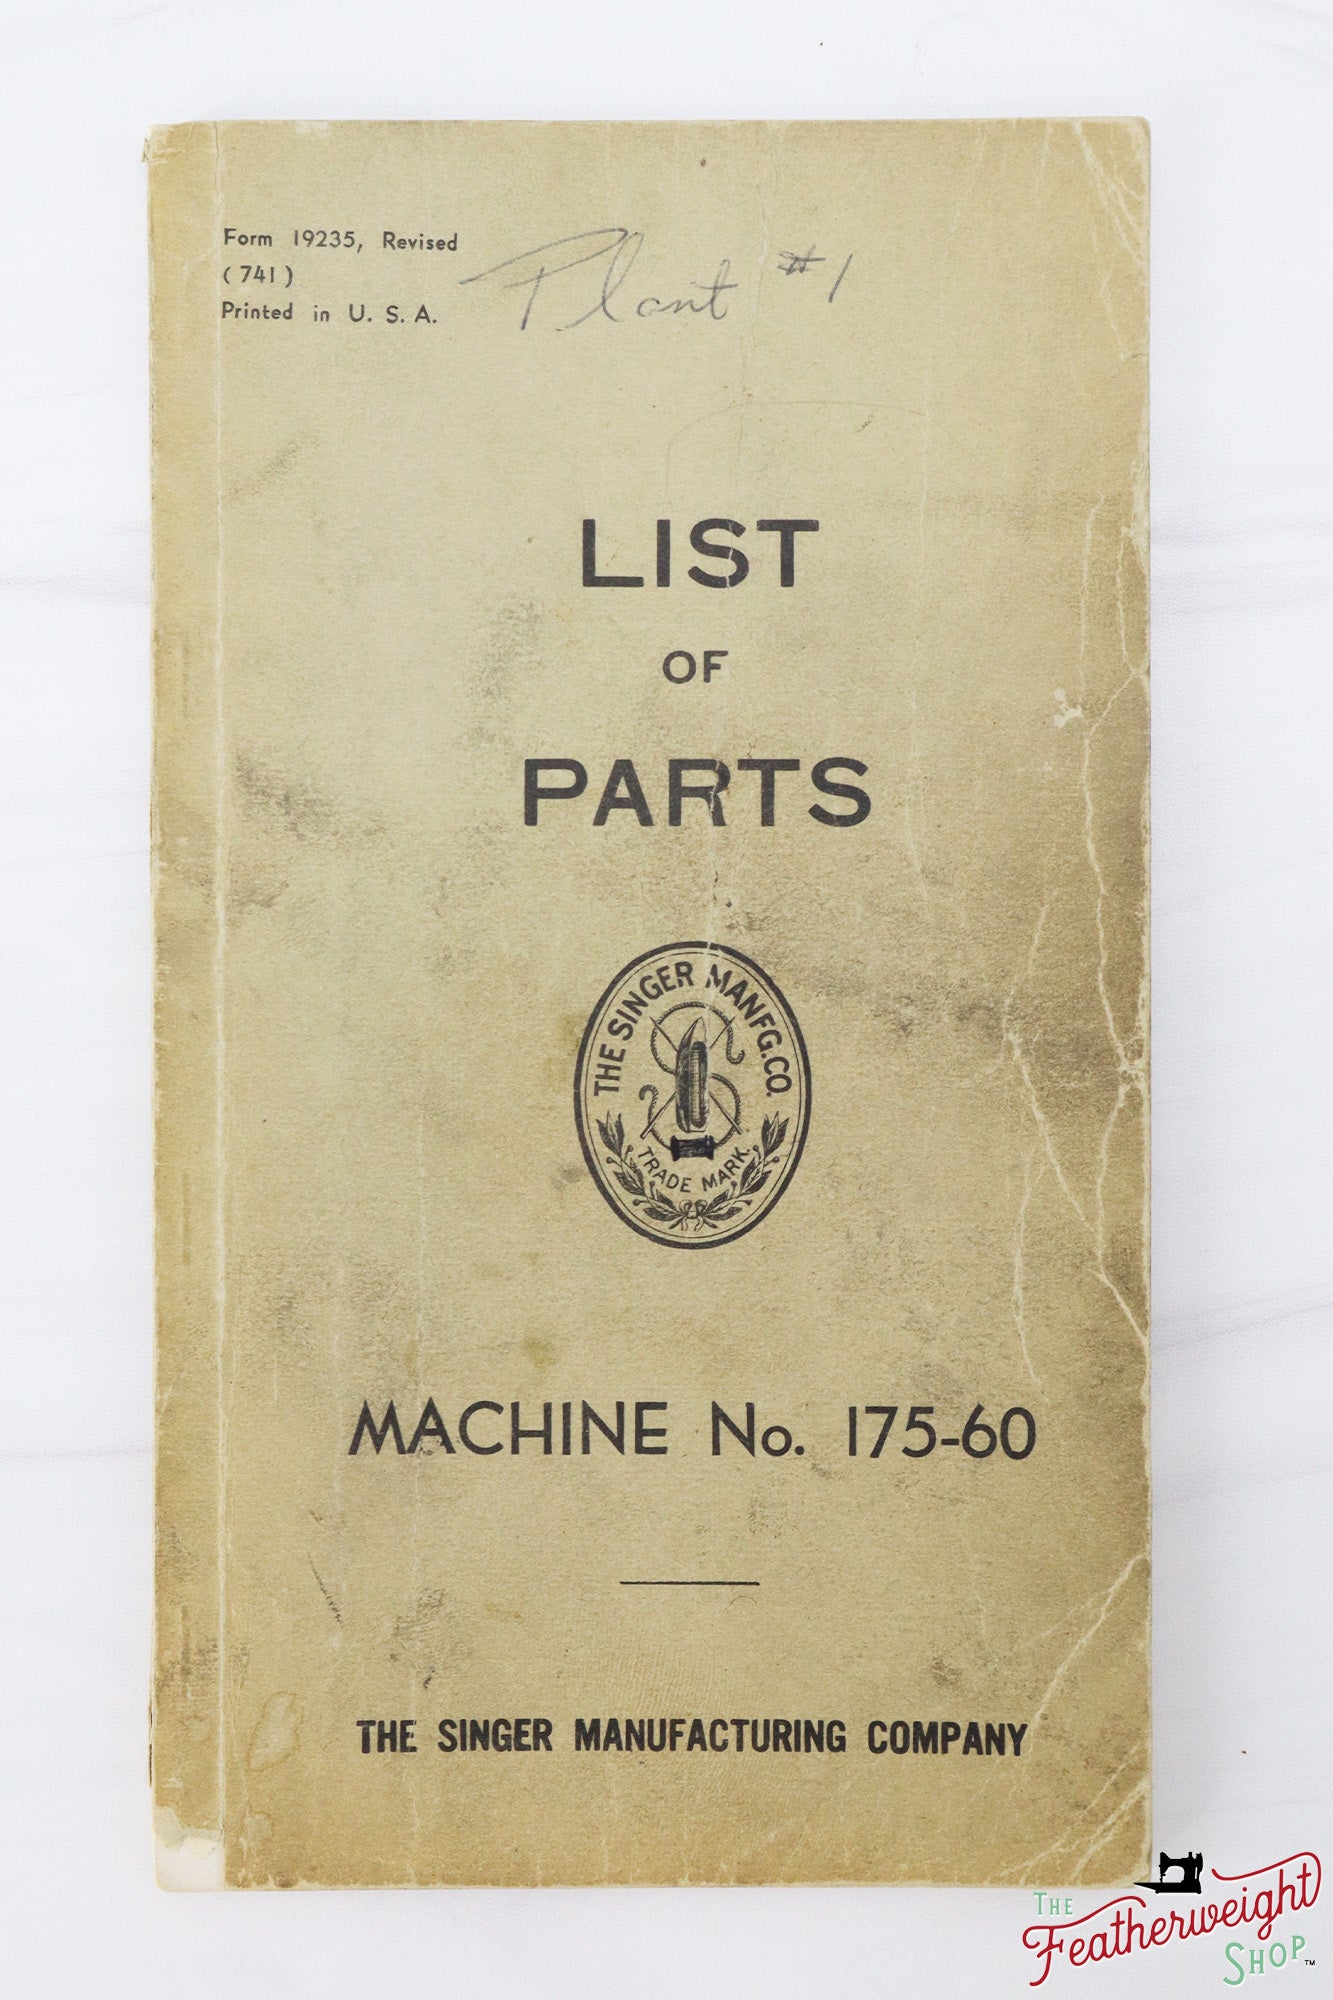 Form 19235, Revised
(741)
Printed in U. S. A.
Plant #1
LIST
OF
PARTS
THE SINGER MANFG. CO.
TRADE MARK.
MACHINE No. 175-60
THE SINGER MANUFACTURING COMPANY
THE
Featherweight
SHOP™